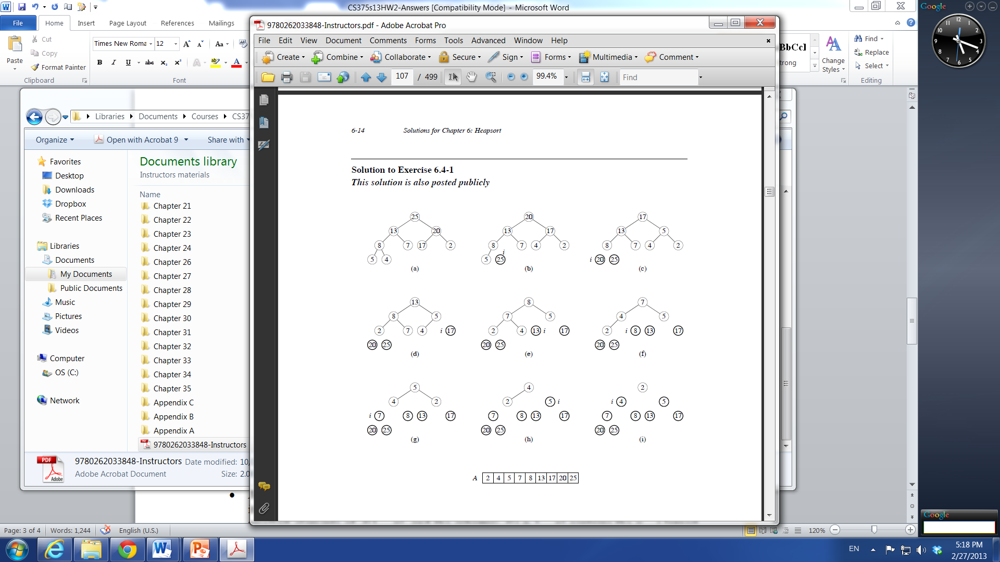 CS375s13HW2-Answers [Compatibility Mode] - Microsoft Word
File Home Insert Page Layout References Mailings
Paste
Cut
Copy
Format Painter
Clipboard
Times New Roma 12
Font
Find
Replace
Select
Change Styles
Editing
Libraries Documents Courses CS37
Organize Open with Acrobat 9 Share with
Favorites
Desktop
Downloads
Dropbox
Recent Places
Libraries
Documents
My Documents
Public Documents
Music
Pictures
Videos
Computer
OS (C:)
Network
Documents library
Instructors materials
Name
Chapter 21
Chapter 22
Chapter 23
Chapter 24
Chapter 26
Chapter 27
Chapter 28
Chapter 29
Chapter 30
Chapter 31
Chapter 32
Chapter 33
Chapter 34
Chapter 35
Appendix C
Appendix B
Appendix A
9780262033848-Instructors
9780262033848-Instructors Date modified: 10/
Adobe Acrobat Document Size: 2.0
9780262033848-Instructors.pdf - Adobe Acrobat Pro
File Edit View Document Comments Forms Tools Advanced Window Help
Create Combine Collaborate Secure Sign Forms Multimedia Comment
107 / 499 99.4% Find
6-14 Solutions for Chapter 6: Heapsort
Solution to Exercise 6.4-1
This solution is also posted publicly
25 20 17
13 20 13 17 13 5
8 7 17 2 8 7 4 2 8 7 4 2
i
5 4 5 25 i 20 25
(a) (b) (c)
13 8 7
8 5 7 5 4 5
2 7 4 i 17 2 4 13 i 17 2 i 8 13 17
20 25 20 25 20 25
(d) (e) (f)
5 4 2
4 2 2 5 i i 4 5
i 7 8 13 17 7 8 13 17 7 8 13 17
20 25 20 25 20 25
(g) (h) (i)
A 2 4 5 7 8 13 17 20 25
Page: 3 of 4 Words: 1,244 English (U.S.) 120%
Google
12 1 2 3 4 5 6 7 8 9 10 11
Google
EN
5:18 PM
2/27/2013